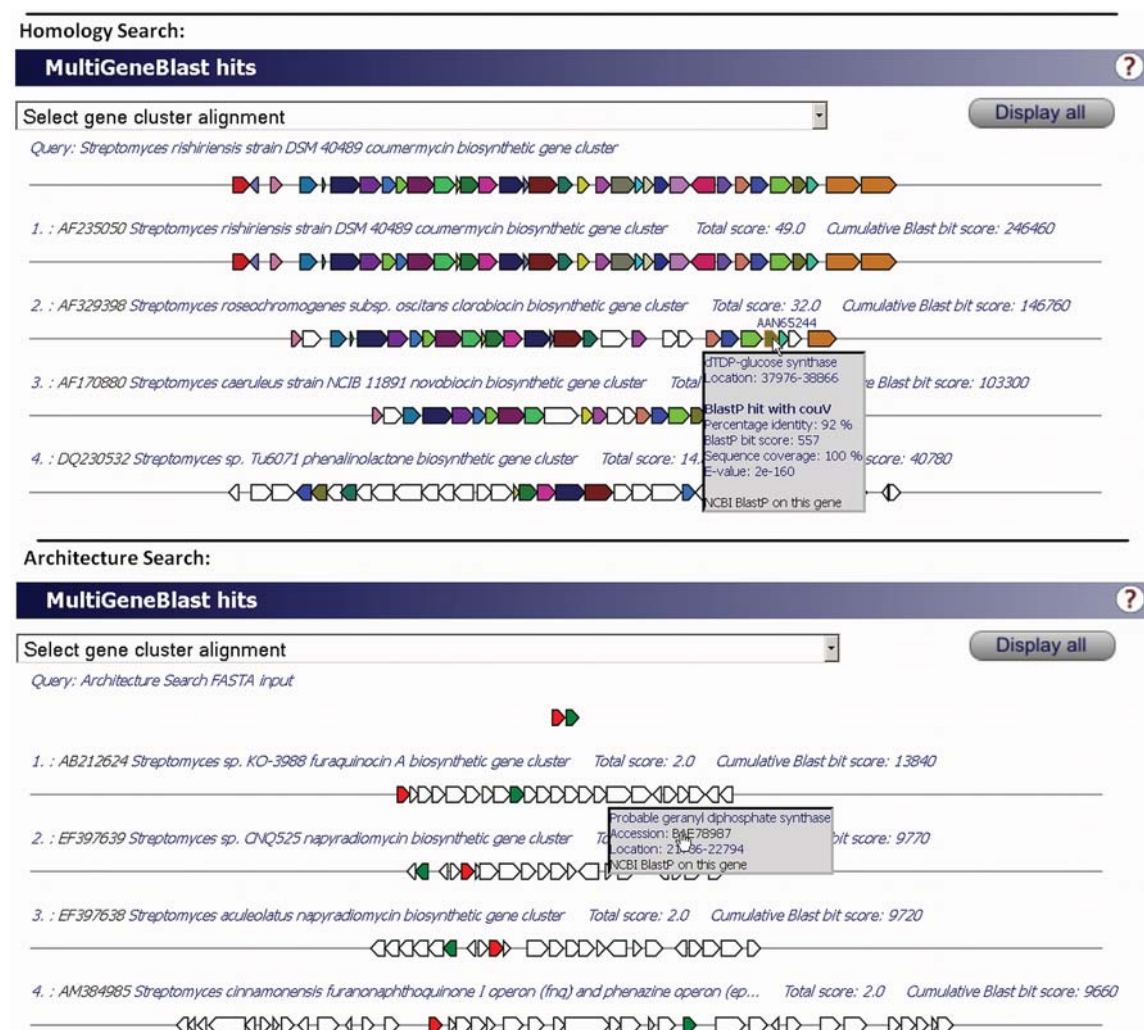 Homology Search:
MultiGeneBlast hits
?
Select gene cluster alignment
Display all
Query: Streptomyces rishiriensis strain DSM 40489 coumermycin biosynthetic gene cluster
1. : AF235050 Streptomyces rishiriensis strain DSM 40489 coumermycin biosynthetic gene cluster Total score: 49.0 Cumulative Blast bit score: 246460
2. : AF329398 Streptomyces roseochromogenes subsp. oscitans clorobiocin biosynthetic gene cluster Total score: 32.0 Cumulative Blast bit score: 146760
AAN65244
dTDP-glucose synthase
Location: 37976-38866
3. : AF170880 Streptomyces caeruleus strain NCIB 11891 novobiocin biosynthetic gene cluster Total e Blast bit score: 103300
BlastP hit with couV
Percentage identity: 92 %
BlastP bit score: 557
Sequence coverage: 100 %
E-value: 2e-160
4. : DQ230532 Streptomyces sp. Tu6071 phenalinolactone biosynthetic gene cluster Total score: 14. score: 40780
NCBI BlastP on this gene
Architecture Search:
MultiGeneBlast hits
?
Select gene cluster alignment
Display all
Query: Architecture Search FASTA input
1. : AB212624 Streptomyces sp. KO-3988 furaquinocin A biosynthetic gene cluster Total score: 2.0 Cumulative Blast bit score: 13840
Probable geranyl diphosphate synthase
Accession: BAE78987
Location: 86-22794
NCBI BlastP on this gene
2. : EF397639 Streptomyces sp. CNQ525 napyradiomycin biosynthetic gene cluster To bit score: 9770
3. : EF397638 Streptomyces aculeolatus napyradiomycin biosynthetic gene cluster Total score: 2.0 Cumulative Blast bit score: 9720
4. : AM384985 Streptomyces cinnamonensis furanonaphthoquinone I operon (fnq) and phenazine operon (ep... Total score: 2.0 Cumulative Blast bit score: 9660